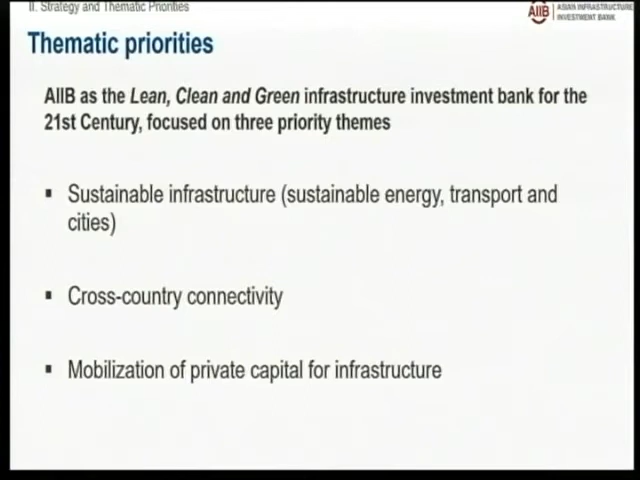 II. Strategy and Thematic Priorities
AIIB
ASIAN INFRASTRUCTURE
INVESTMENT BANK
Thematic priorities
AIIB as the Lean, Clean and Green infrastructure investment bank for the
21st Century, focused on three priority themes
▪ Sustainable infrastructure (sustainable energy, transport and
cities)
▪ Cross-country connectivity
▪ Mobilization of private capital for infrastructure